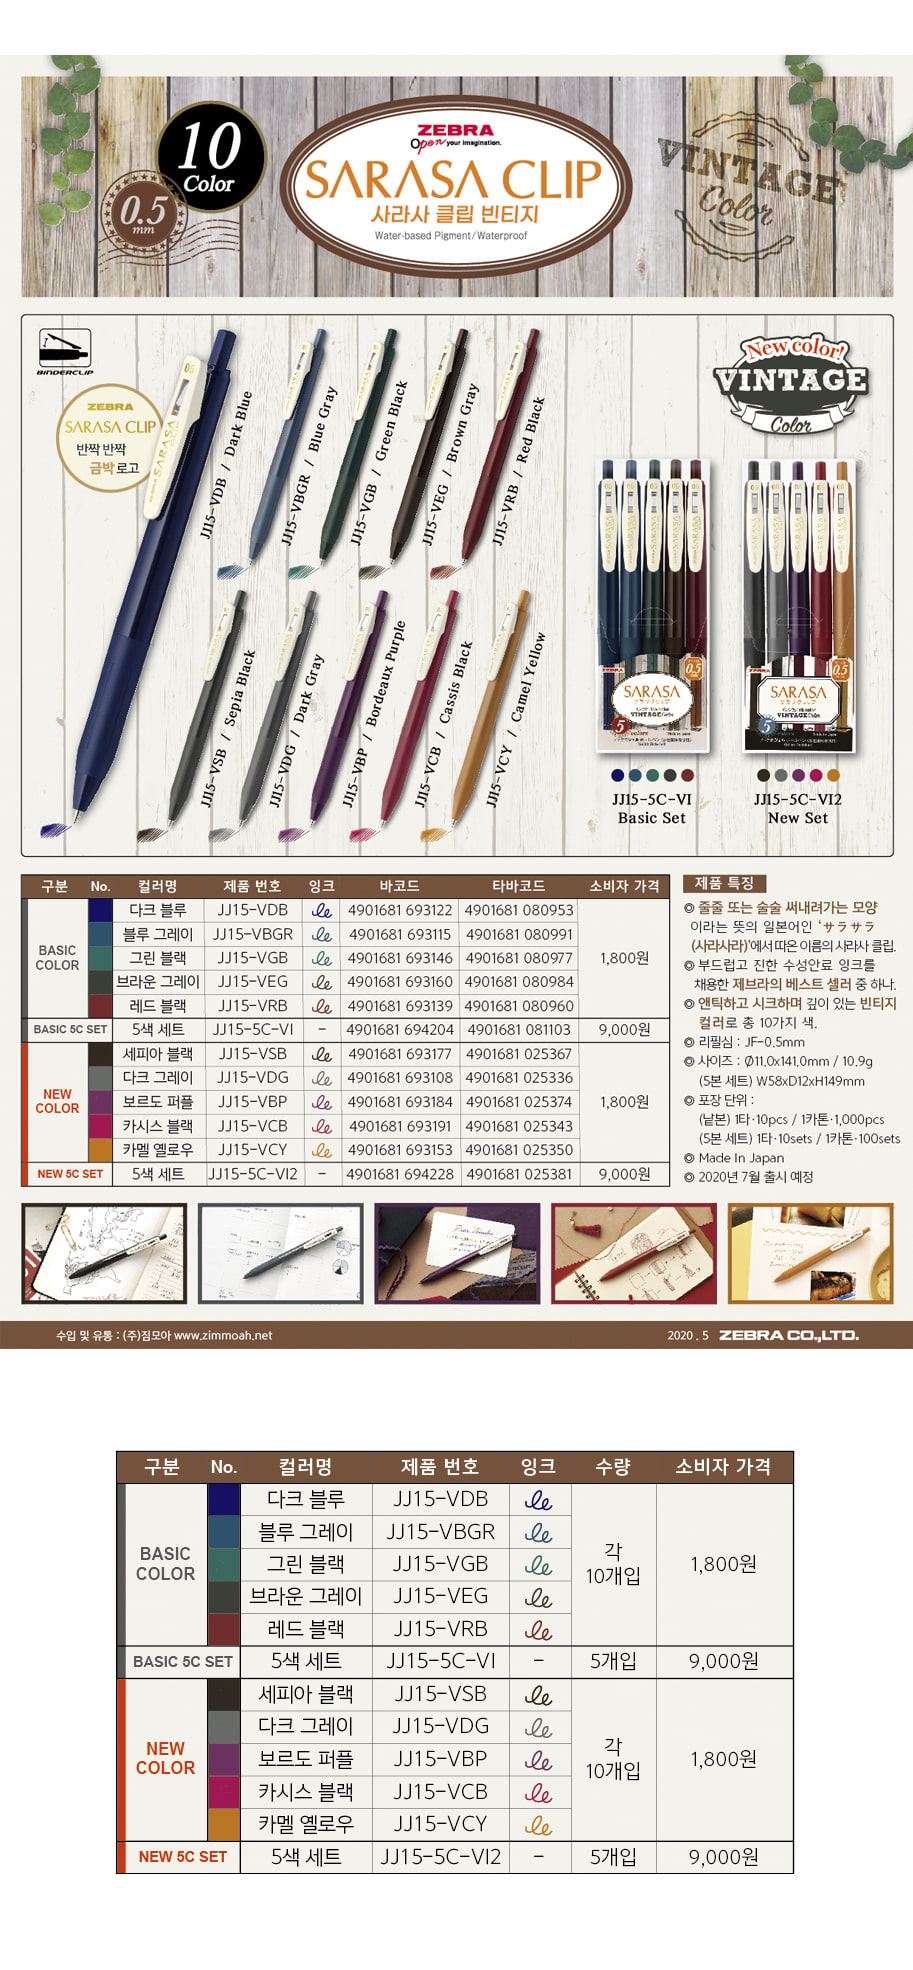 10
Color
0.5
mm
ZEBRA
Open your imagination.
SARASA CLIP
사라사 클립 빈티지
Water-based Pigment/Waterproof
VINTAGE
Color
BINDERCLIP
ZEBRA
SARASA CLIP
반짝 반짝
금박로고
JJ15-VDB / Dark Blue
JJ15-VBGR / Blue Gray
JJ15-VGB / Green Black
JJ15-VEG / Brown Gray
JJ15-VRB / Red Black
New color!
VINTAGE
Color
JJ15-VSB / Sepia Black
JJ15-VDG / Dark Gray
JJ15-VBP / Bordeaux Purple
JJ15-VCB / Cassis Black
JJ15-VCY / Camel Yellow
ZEBRA 0.5
SARASA
サラサクリップ
VINTAGE Color
5
ZEBRA 0.5
SARASA
サラサクリップ
VINTAGE Color
5
JJ15-5C-VI
Basic Set
JJ15-5C-VI2
New Set
구분 No. 컬러명 제품 번호 잉크 바코드 타바코드 소비자 가격
BASIC COLOR 다크 블루 JJ15-VDB 4901681 693122 4901681 080953 1,800원
블루 그레이 JJ15-VBGR 4901681 693115 4901681 080991
그린 블랙 JJ15-VGB 4901681 693146 4901681 080977
브라운 그레이 JJ15-VEG 4901681 693160 4901681 080984
레드 블랙 JJ15-VRB 4901681 693139 4901681 080960
BASIC 5C SET 5색 세트 JJ15-5C-VI - 4901681 694204 4901681 081103 9,000원
NEW COLOR 세피아 블랙 JJ15-VSB 4901681 693177 4901681 025367 1,800원
다크 그레이 JJ15-VDG 4901681 693108 4901681 025336
보르도 퍼플 JJ15-VBP 4901681 693184 4901681 025374
카시스 블랙 JJ15-VCB 4901681 693191 4901681 025343
카멜 옐로우 JJ15-VCY 4901681 693153 4901681 025350
NEW 5C SET 5색 세트 JJ15-5C-VI2 - 4901681 694228 4901681 025381 9,000원
제품 특징
◎ 줄줄 또는 술술 써내려가는 모양
이라는 뜻의 일본어인 ‘サラサラ
(사라사라)’에서 따온 이름의 사라사 클립.
◎ 부드럽고 진한 수성안료 잉크를
채용한 제브라의 베스트 셀러 중 하나.
◎ 앤틱하고 시크하며 깊이 있는 빈티지
컬러로 총 10가지 색.
◎ 리필심 : JF-0.5mm
◎ 사이즈 : Ø11.0x141.0mm / 10.9g
(5본 세트) W58xD12xH149mm
◎ 포장 단위 :
(낱본) 1타·10pcs / 1카톤·1,000pcs
(5본 세트) 1타·10sets / 1카톤·100sets
◎ Made In Japan
◎ 2020년 7월 출시 예정
수입 및 유통 : (주)짐모아 www.zimmoah.net
2020 . 5 ZEBRA CO.,LTD.
구분 No. 컬러명 제품 번호 잉크 수량 소비자 가격
BASIC COLOR 다크 블루 JJ15-VDB 각 10개입 1,800원
블루 그레이 JJ15-VBGR
그린 블랙 JJ15-VGB
브라운 그레이 JJ15-VEG
레드 블랙 JJ15-VRB
BASIC 5C SET 5색 세트 JJ15-5C-VI - 5개입 9,000원
NEW COLOR 세피아 블랙 JJ15-VSB 각 10개입 1,800원
다크 그레이 JJ15-VDG
보르도 퍼플 JJ15-VBP
카시스 블랙 JJ15-VCB
카멜 옐로우 JJ15-VCY
NEW 5C SET 5색 세트 JJ15-5C-VI2 - 5개입 9,000원